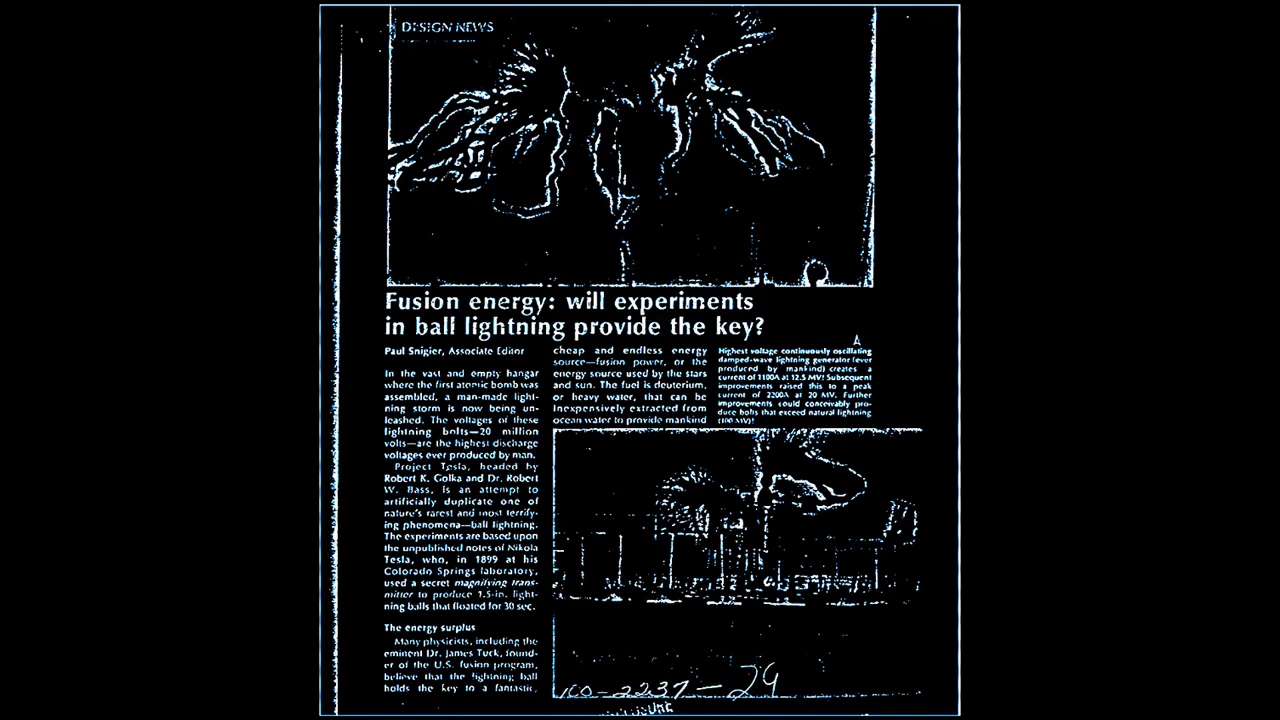 DESIGN NEWS
Fusion energy: will experiments
in ball lightning provide the key?
Paul Snigier, Associate Editor
In the vast and empty hangar
where the first atomic bomb was
assembled, a man-made light-
ning storm is now being un-
leashed. The voltages of these
lightning bolts—20 million
volts—are the highest discharge
voltages ever produced by man.
Project Tesla, headed by
Robert K. Golka and Dr. Robert
W. Bass, is an attempt to
artificially duplicate one of
nature's rarest and most terrify-
ing phenomena—ball lightning.
The experiments are based upon
the unpublished notes of Nikola
Tesla, who, in 1899 at his
Colorado Springs laboratory,
used a secret magnifying trans-
mitter to produce 1.5-in. light-
ning balls that floated for 30 sec.
The energy surplus
Many physicists, including the
eminent Dr. James Tuck, found-
er of the U.S. fusion program,
believe that the lightning ball
holds the key to a fantastic,
cheap and endless energy
source—fusion power, or the
energy source used by the stars
and sun. The fuel is deuterium,
or heavy water, that can be
inexpensively extracted from
ocean water to provide mankind
Highest voltage continuously oscillating
damped-wave lightning generator (ever
produced by mankind) creates a
current of 1100A at 12.5 MV! Subsequent
improvements raised this to a peak
current of 2200A at 20 MV. Further
improvements could conceivably pro-
duce bolts that exceed natural lightning
(100 MV)!
-2237-29